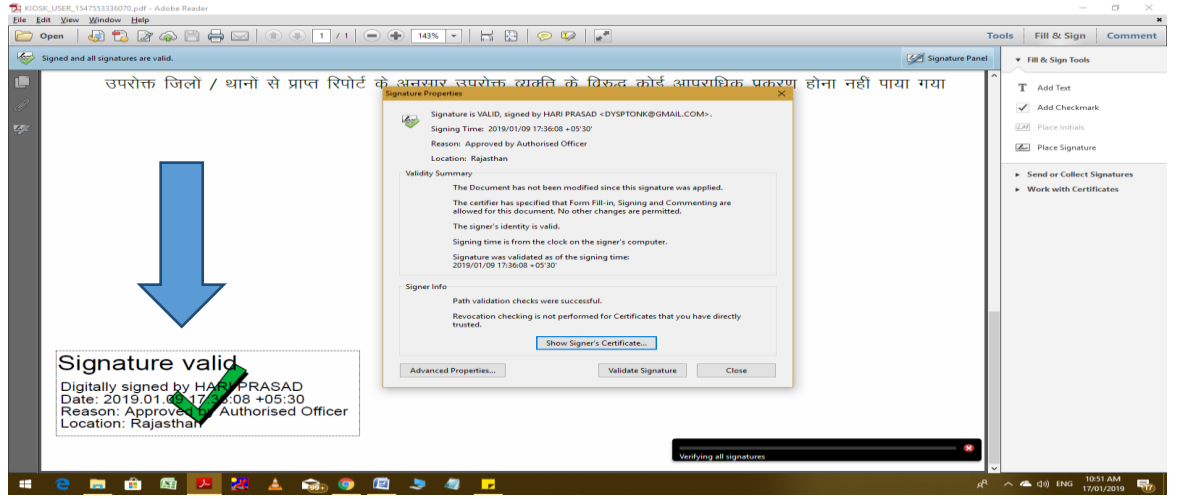 KIOSK_USER_1547553336070.pdf - Adobe Reader
File Edit View Window Help
Open 1 / 1 143% Tools Fill & Sign Comment
Signed and all signatures are valid. Signature Panel
उपरोक्त जिलों / थानों से प्राप्त रिपोर्ट के अनुसार उपरोक्त व्यक्ति के विरुद्ध कोई आपराधिक प्रकरण होना नहीं पाया गया
Signature Properties
Signature is VALID, signed by HARI PRASAD <DYSPTONK@GMAIL.COM>.
Signing Time: 2019/01/09 17:36:08 +05'30'
Reason: Approved by Authorised Officer
Location: Rajasthan
Validity Summary
The Document has not been modified since this signature was applied.
The certifier has specified that Form Fill-in, Signing and Commenting are
allowed for this document. No other changes are permitted.
The signer's identity is valid.
Signing time is from the clock on the signer's computer.
Signature was validated as of the signing time:
2019/01/09 17:36:08 +05'30'
Signer Info
Path validation checks were successful.
Revocation checking is not performed for Certificates that you have directly
trusted.
Show Signer's Certificate...
Advanced Properties... Validate Signature Close
Fill & Sign Tools
Add Text
Add Checkmark
Place Initials
Place Signature
Send or Collect Signatures
Work with Certificates
Signature valid
Digitally signed by HARI PRASAD
Date: 2019.01.09 17:36:08 +05:30
Reason: Approved by Authorised Officer
Location: Rajasthan
Verifying all signatures
ENG 10:51 AM
17/01/2019